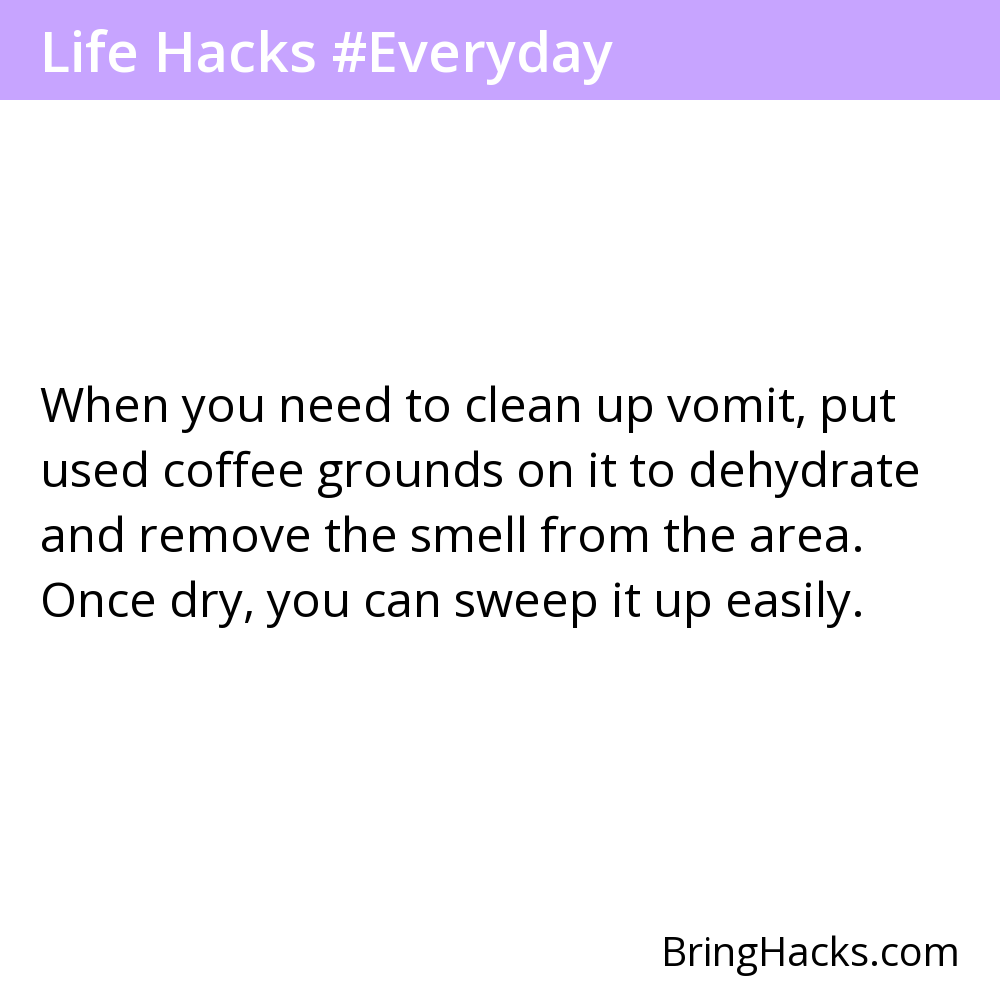 Life Hacks #Everyday
When you need to clean up vomit, put
used coffee grounds on it to dehydrate
and remove the smell from the area.
Once dry, you can sweep it up easily.
BringHacks.com